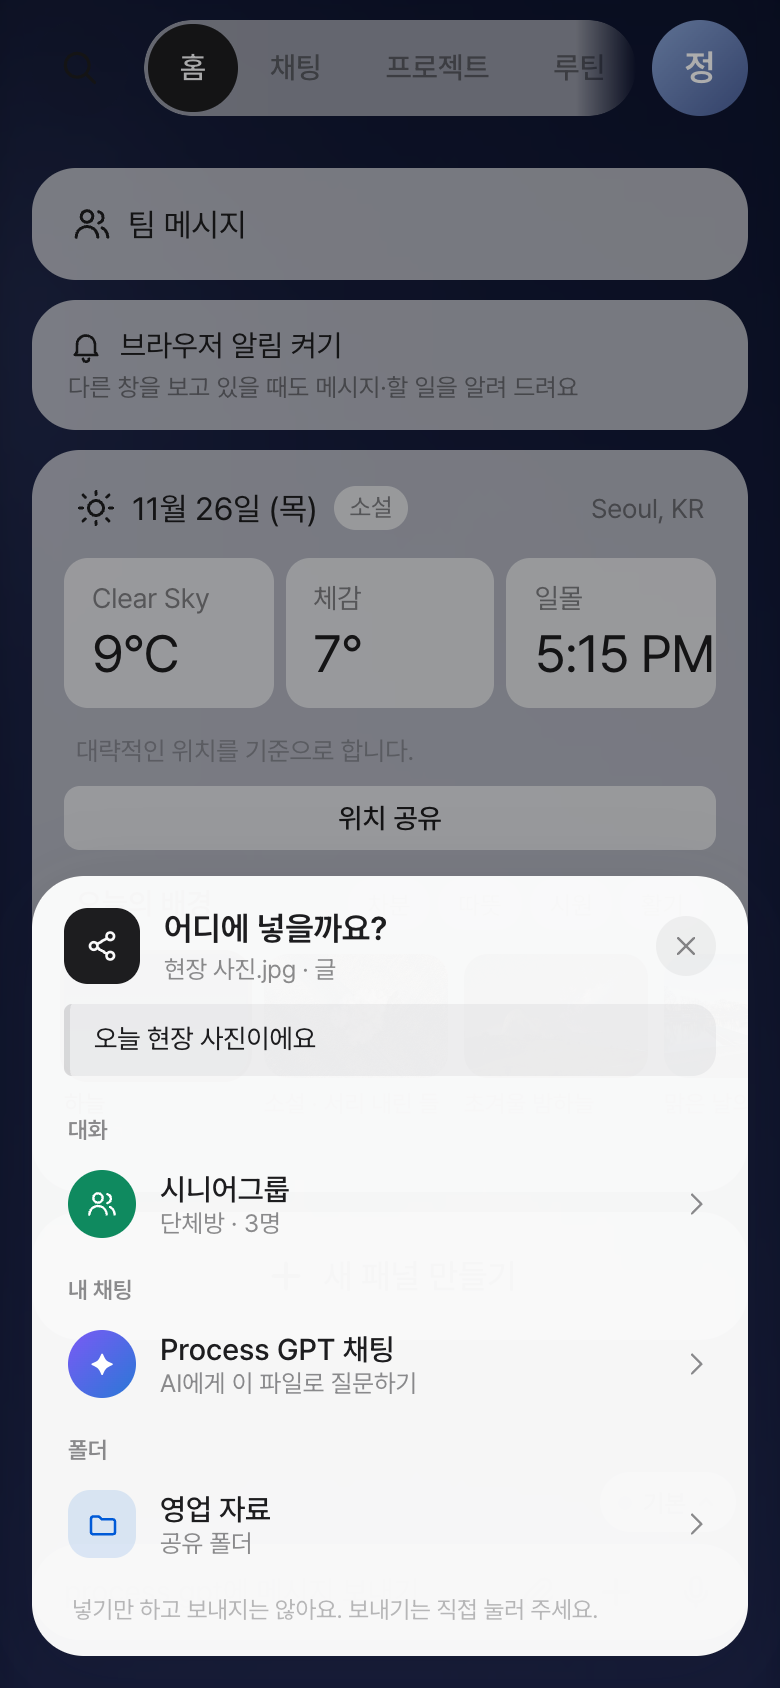 홈
채팅
프로젝트
루틴
정
팀 메시지
브라우저 알림 켜기
다른 창을 보고 있을 때도 메시지·할 일을 알려 드려요
11월 26일 (목)
소설
Seoul, KR
Clear Sky
체감
일몰
9°C
7°
5:15 PM
대략적인 위치를 기준으로 합니다.
위치 공유
어디에 넣을까요?
현장 사진.jpg · 글
오늘 현장 사진이에요
대화
시니어그룹
단체방 · 3명
새 패널 만들기
내 채팅
Process GPT 채팅
AI에게 이 파일로 질문하기
폴더
영업 자료
공유 폴더
넣기만 하고 보내지는 않아요. 보내기는 직접 눌러 주세요.